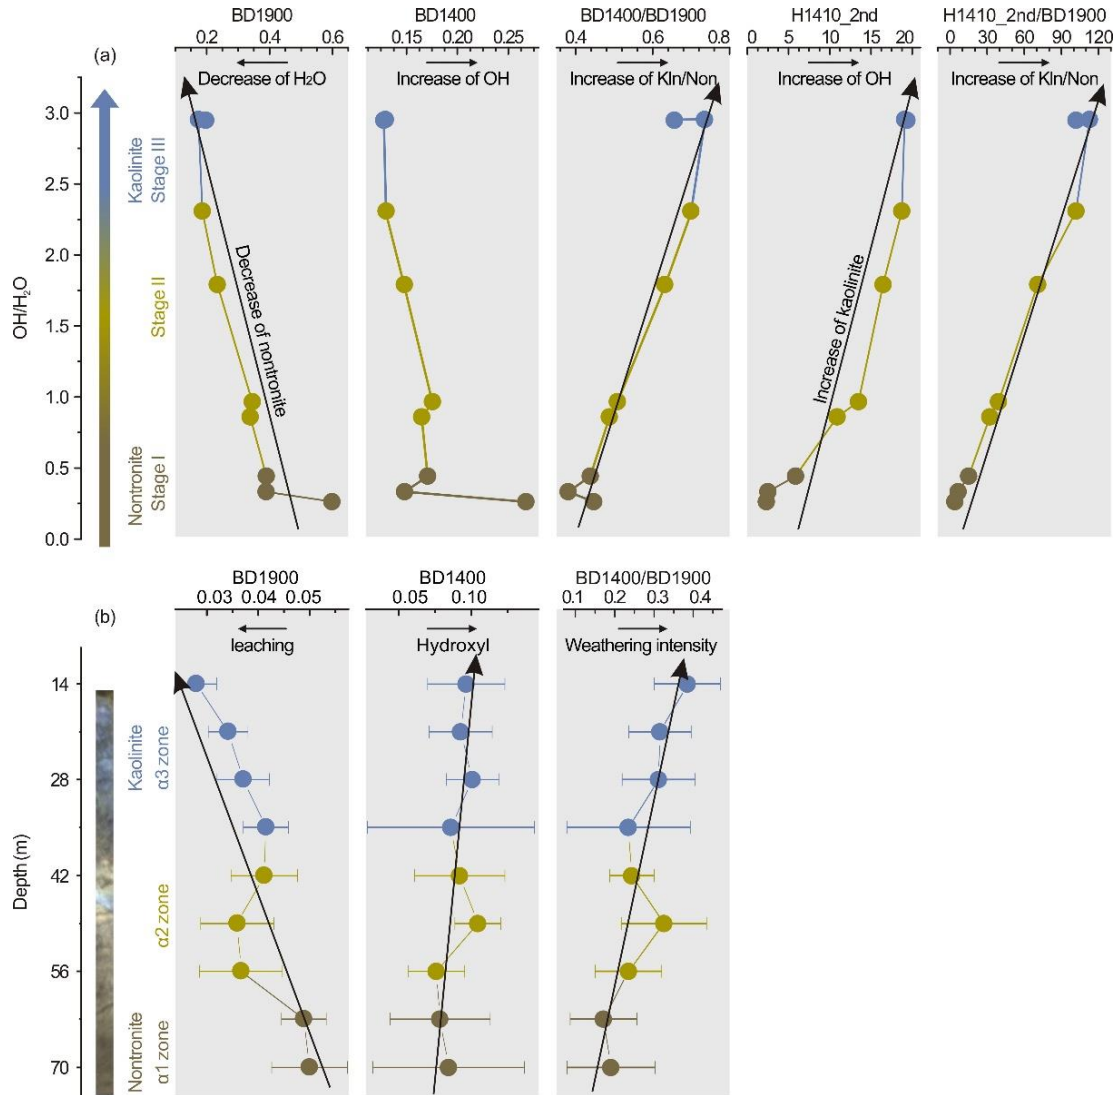 BD1900
BD1400
BD1400/BD1900
H1410_2nd
H1410_2nd/BD1900
0.2 0.4 0.6
0.15 0.20 0.25
0.4 0.6 0.8
0 5 10 15 20
0 30 60 90 120
(a)
Decrease of H₂O
Increase of OH
Increase of Kln/Non
Increase of OH
Increase of Kln/Non
OH/H₂O
3.0
2.5
2.0
1.5
1.0
0.5
0.0
Kaolinite
Stage III
Stage II
Nontronite
Stage I
Decrease of nontronite
Increase of kaolinite
BD1900
BD1400
BD1400/BD1900
0.03 0.04 0.05
0.05 0.10
0.1 0.2 0.3 0.4
(b)
leaching
Hydroxyl
Weathering intensity
Depth (m)
14
28
42
56
70
Kaolinite
α3 zone
α2 zone
Nontronite
α1 zone